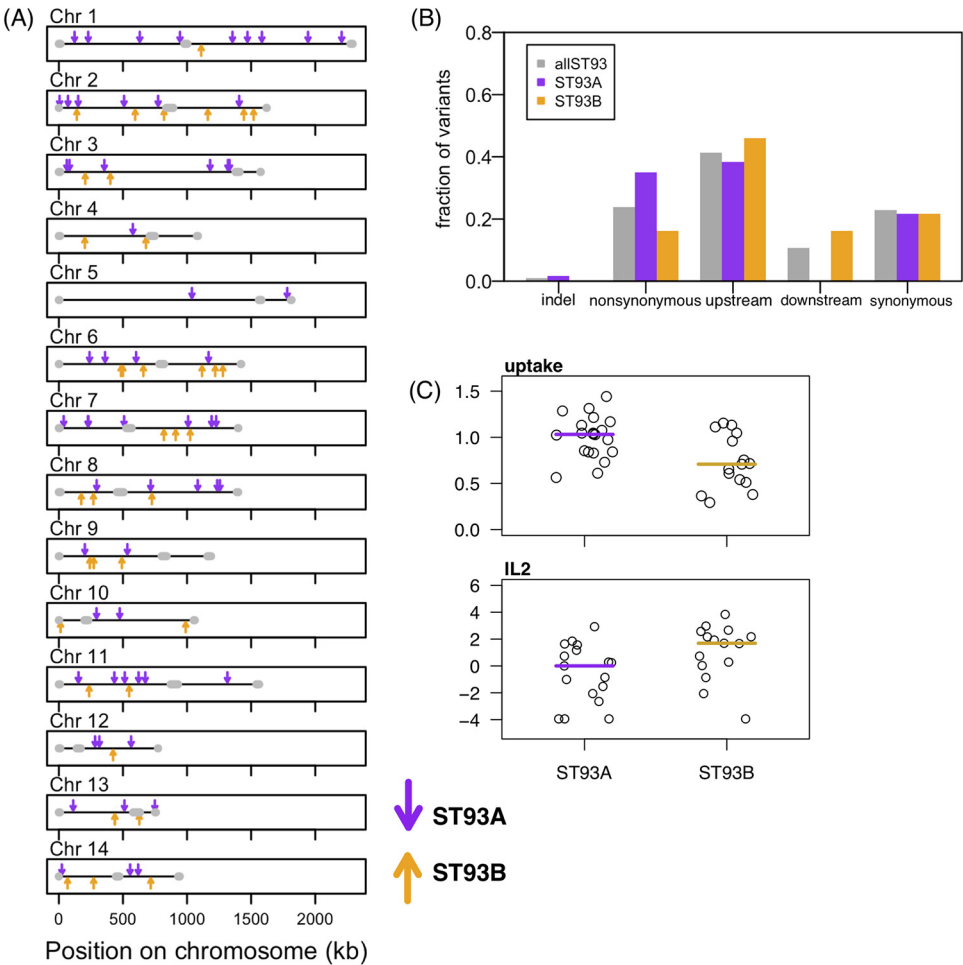 (A)
Chr 1
Chr 2
Chr 3
Chr 4
Chr 5
Chr 6
Chr 7
Chr 8
Chr 9
Chr 10
Chr 11
Chr 12
Chr 13
Chr 14
0 500 1000 1500 2000
Position on chromosome (kb)
ST93A
ST93B
(B)
fraction of variants
0.8
0.6
0.4
0.2
0.0
allST93
ST93A
ST93B
indel nonsynonymous upstream downstream synonymous
(C)
uptake
1.5
1.0
0.5
0.0
IL2
6
4
2
0
−2
−4
ST93A ST93B